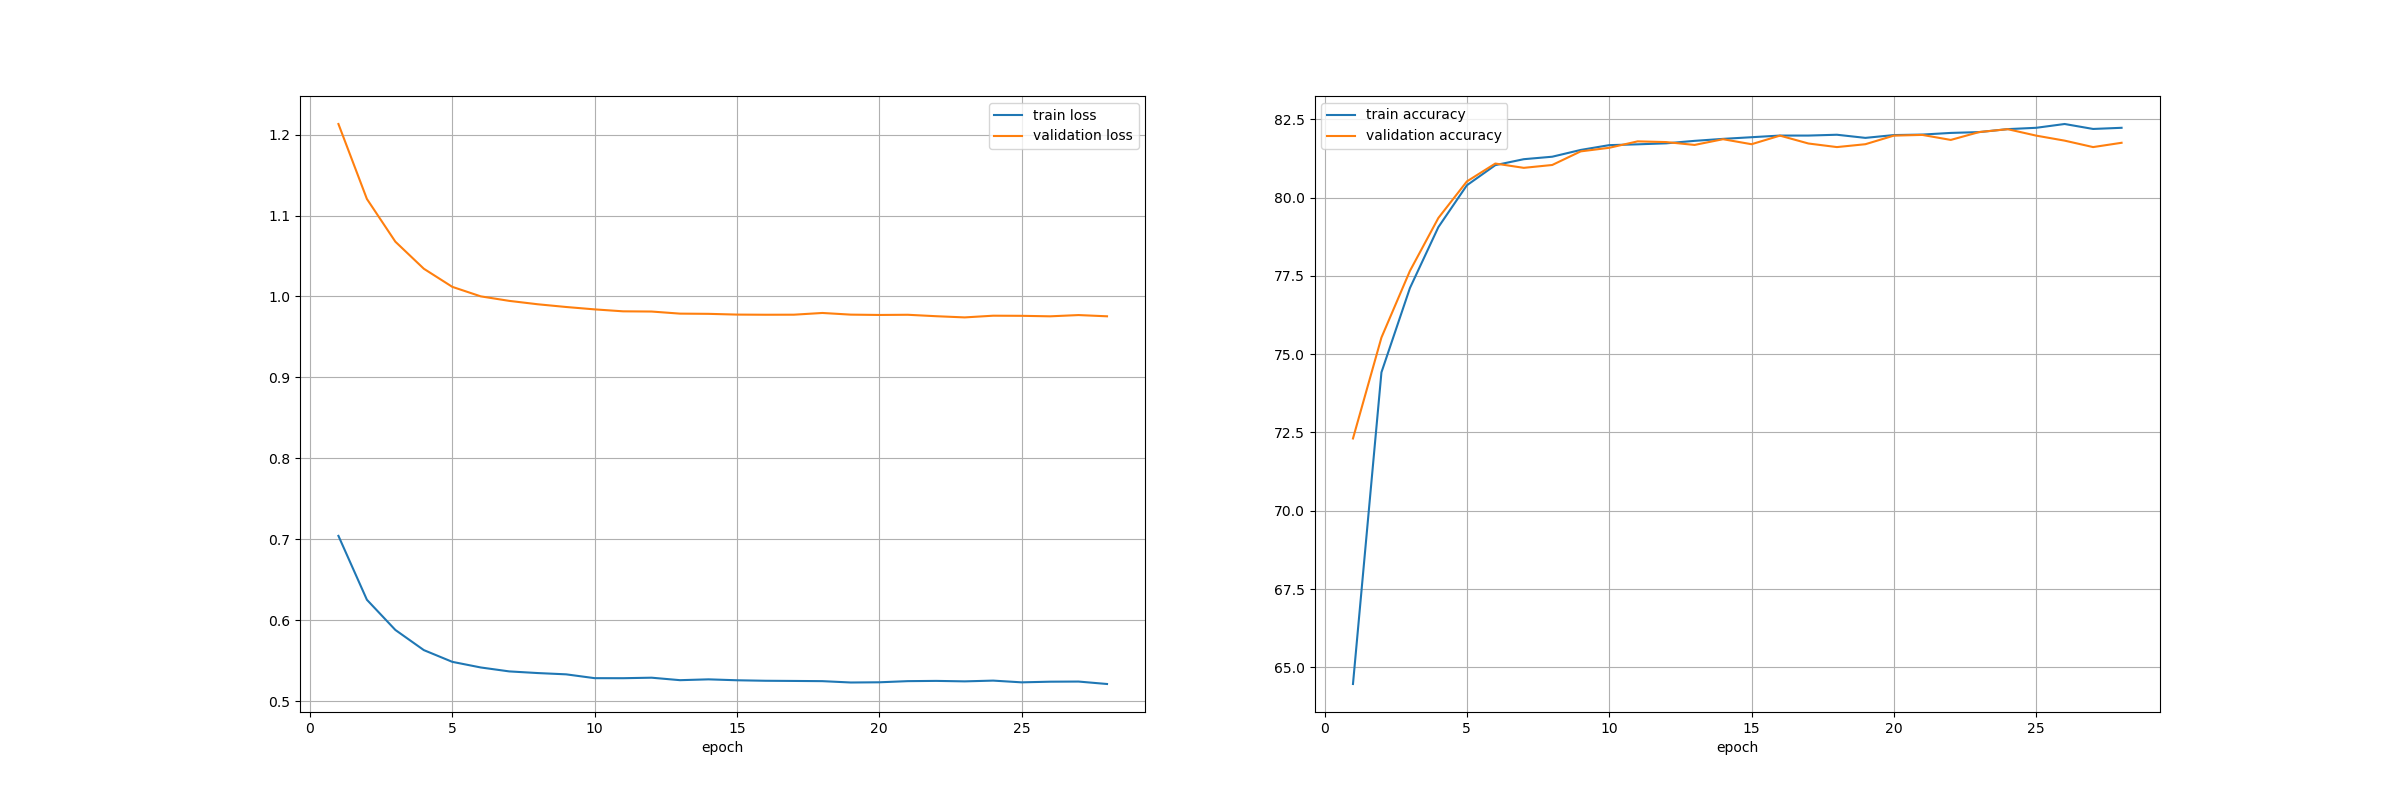 train loss
validation loss
1.2
1.1
1.0
0.9
0.8
0.7
0.6
0.5
0 5 10 15 20 25
epoch
train accuracy
validation accuracy
82.5
80.0
77.5
75.0
72.5
70.0
67.5
65.0
0 5 10 15 20 25
epoch